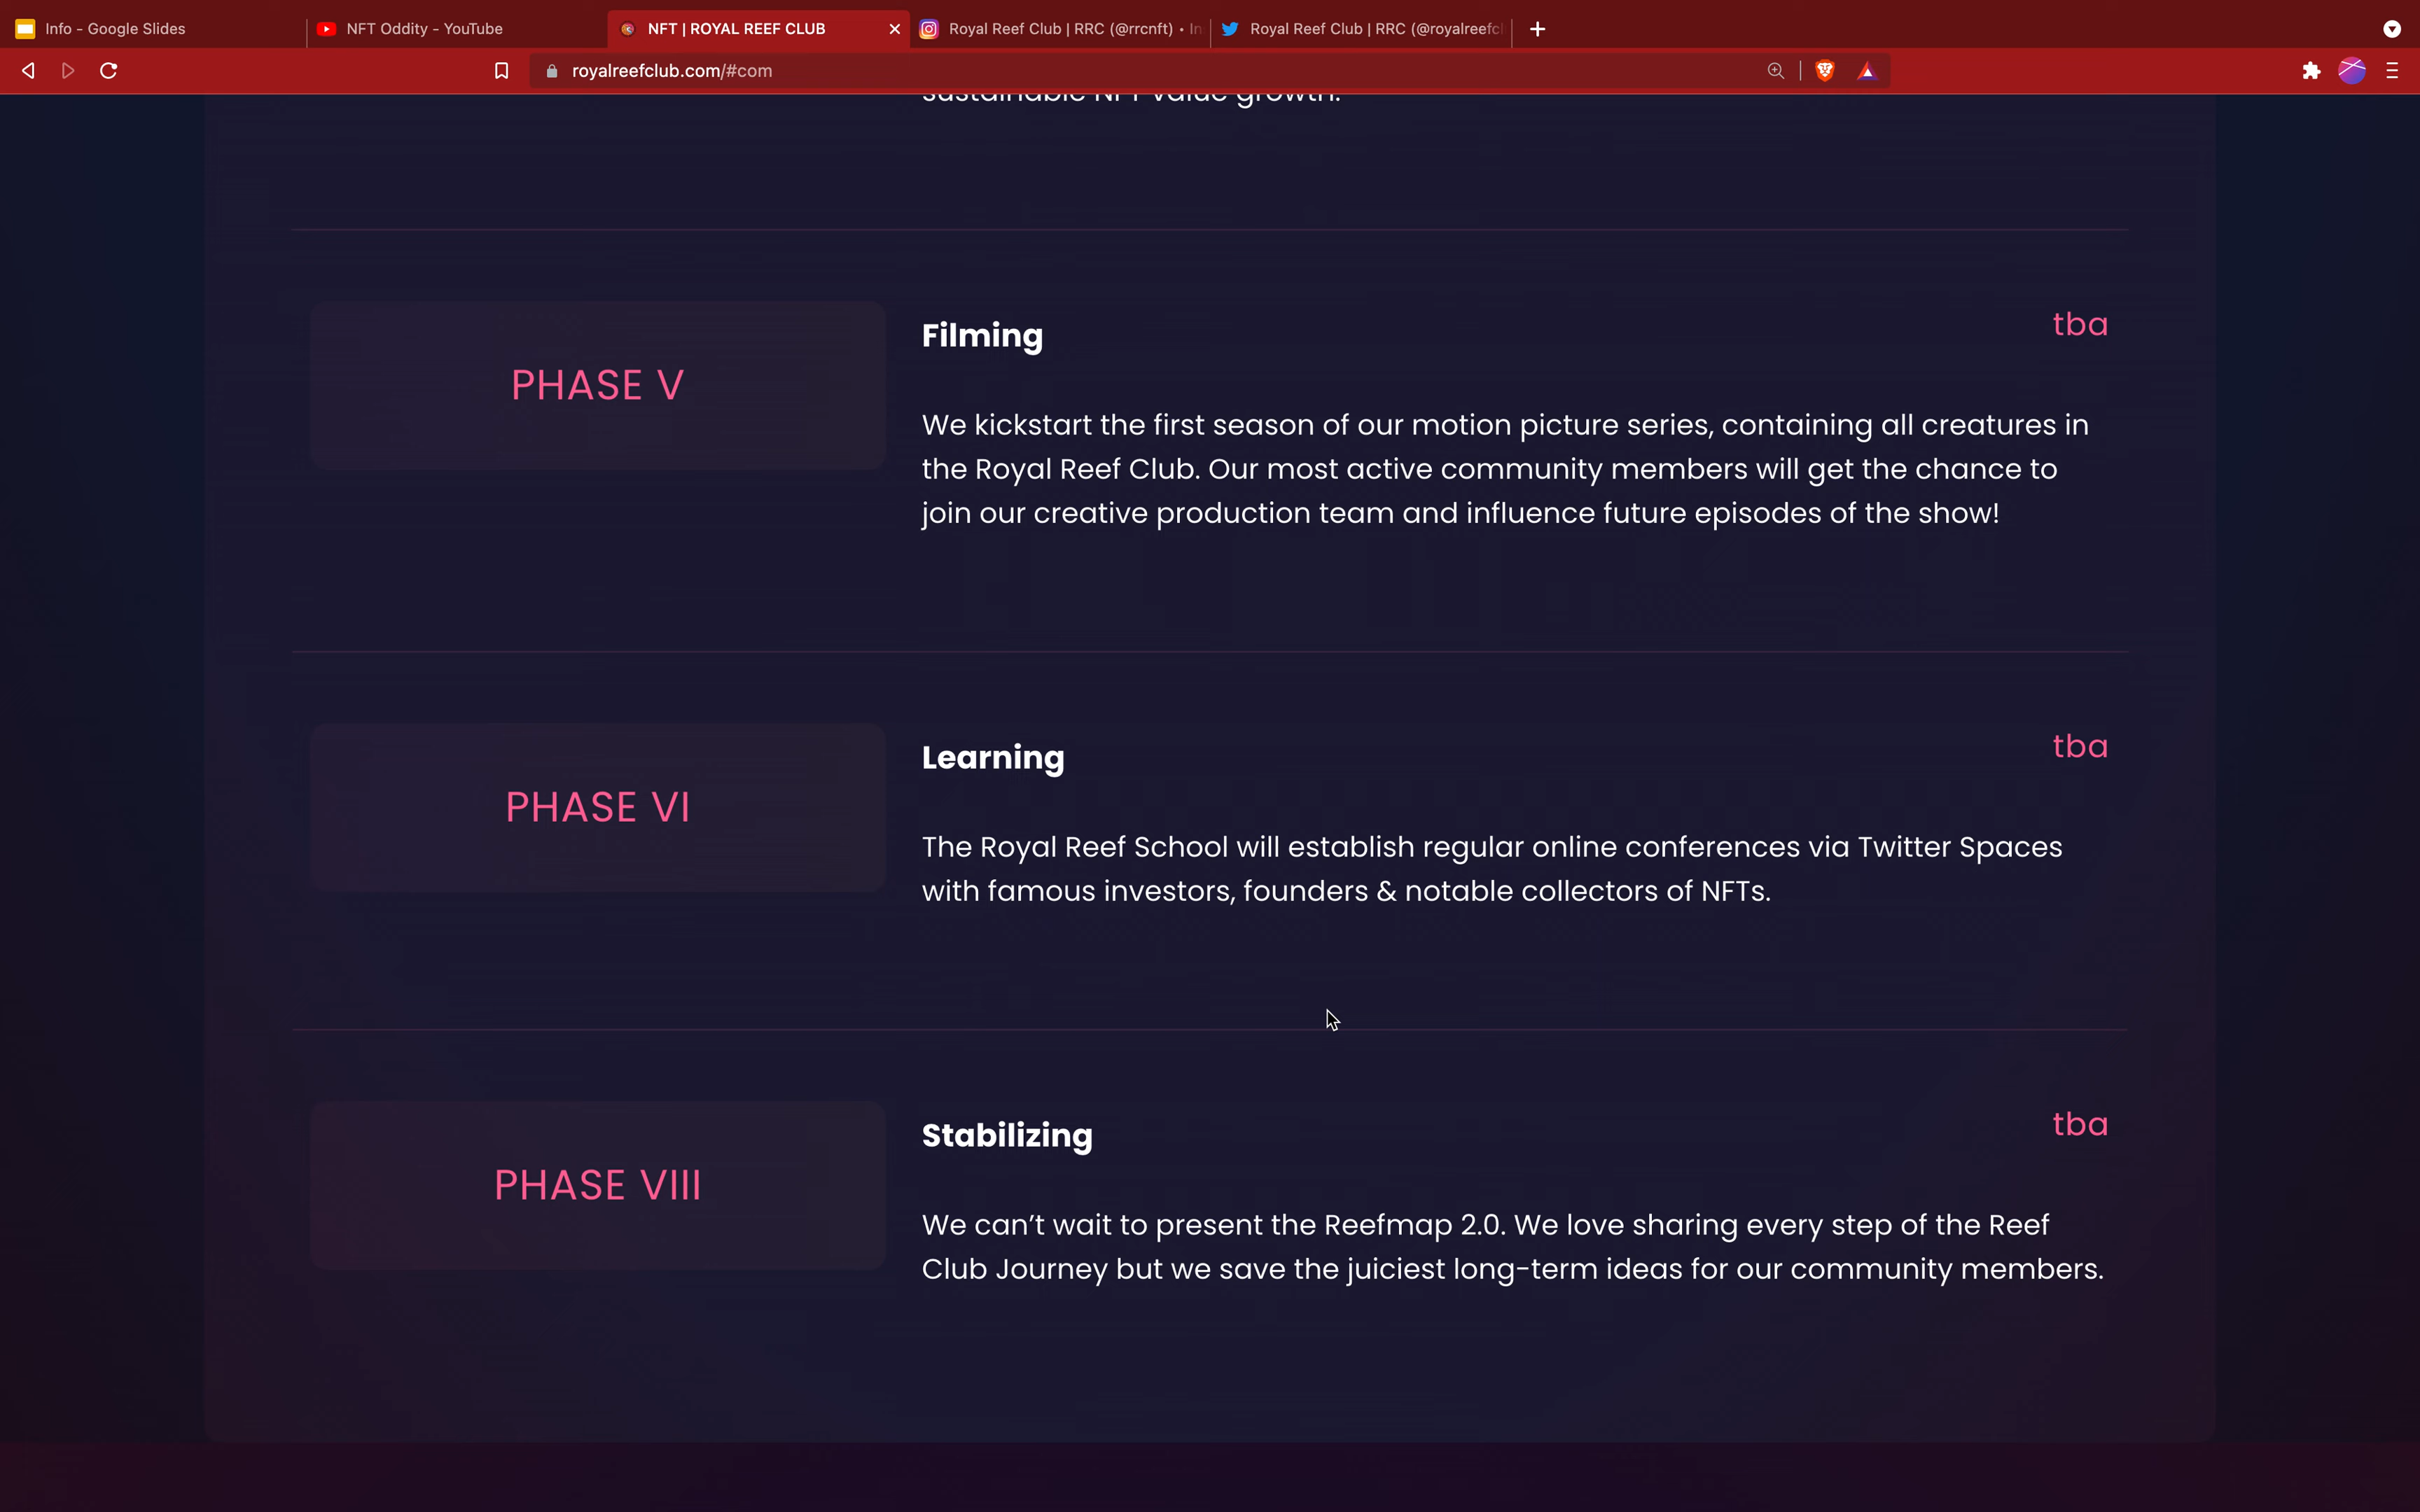 Info - Google Slides
NFT Oddity - YouTube
NFT | ROYAL REEF CLUB
Royal Reef Club | RRC (@rrcnft) • In
Royal Reef Club | RRC (@royalreefcl
royalreefclub.com/#com
sustainable NFT value growth.
PHASE V
Filming
tba
We kickstart the first season of our motion picture series, containing all creatures in
the Royal Reef Club. Our most active community members will get the chance to
join our creative production team and influence future episodes of the show!
PHASE VI
Learning
tba
The Royal Reef School will establish regular online conferences via Twitter Spaces
with famous investors, founders & notable collectors of NFTs.
PHASE VIII
Stabilizing
tba
We can’t wait to present the Reefmap 2.0. We love sharing every step of the Reef
Club Journey but we save the juiciest long-term ideas for our community members.